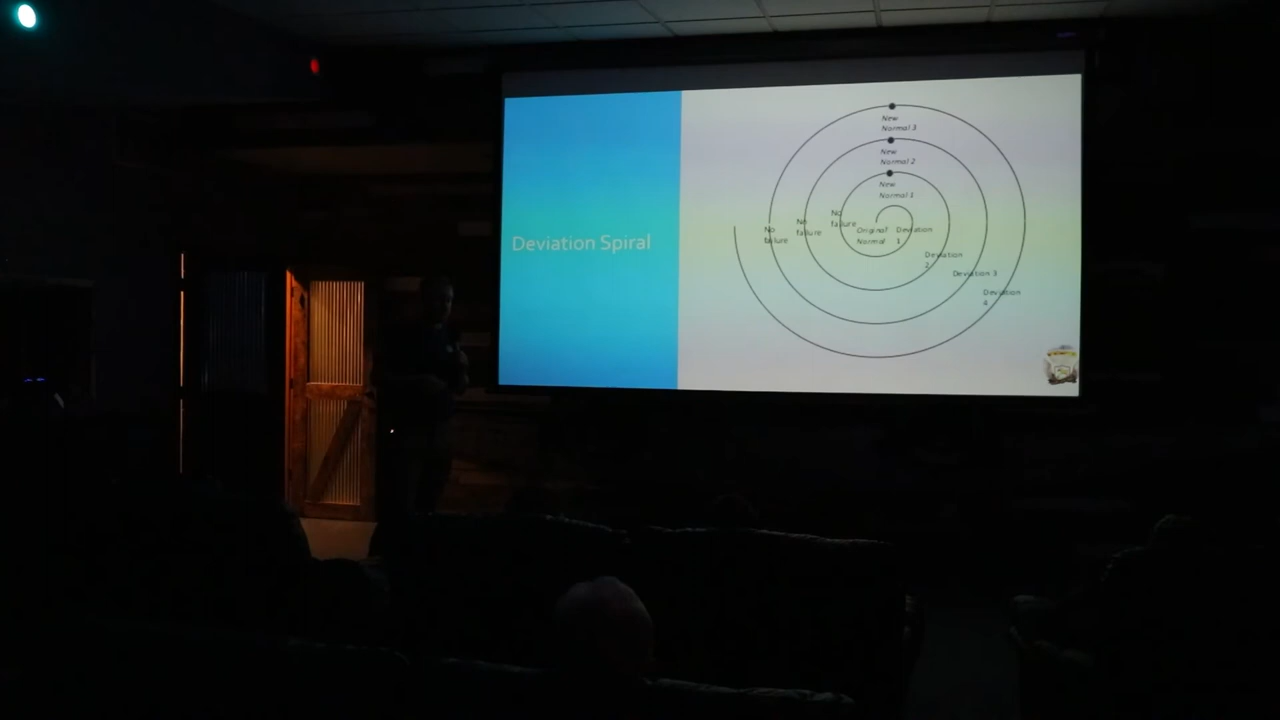 Deviation Spiral
New
Normal 3
New
Normal 2
New
Normal 1
No
failure
No
failure
No
failure
Original
Normal
Deviation
1
Deviation
2
Deviation 3
Deviation
4